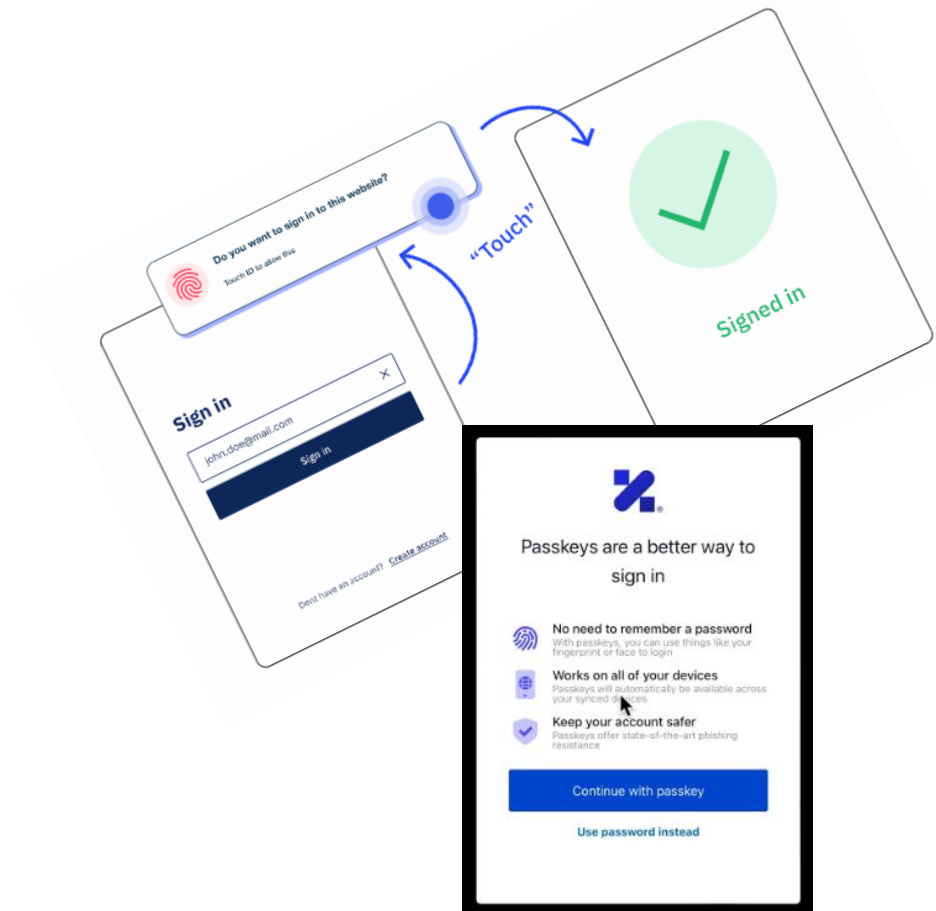 Do you want to sign in to this website?
Touch ID to allow this
"Touch"
Signed in
Sign in
john.doe@mail.com
Sign in
Dont have an account? Create account
®
Passkeys are a better way to
sign in
No need to remember a password
With passkeys, you can use things like your
fingerprint or face to login
Works on all of your devices
Passkeys will automatically be available across
your synced devices
Keep your account safer
Passkeys offer state-of-the-art phishing
resistance
Continue with passkey
Use password instead